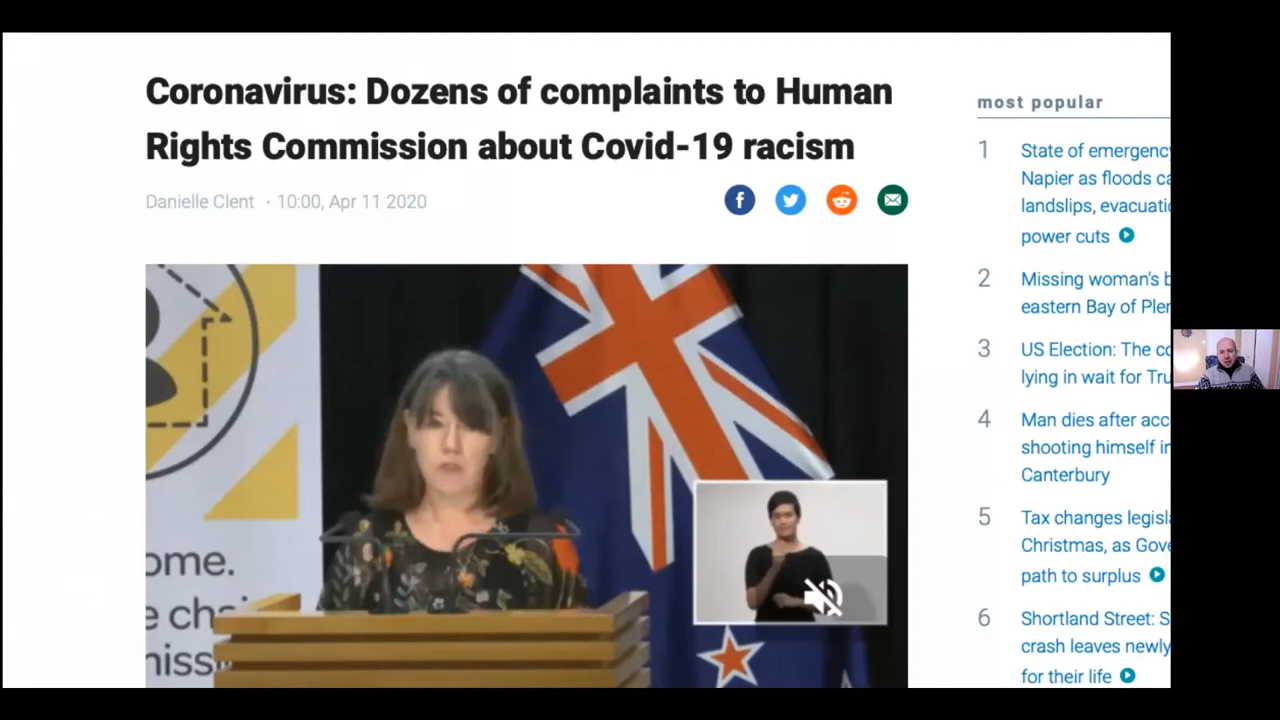 Coronavirus: Dozens of complaints to Human
Rights Commission about Covid-19 racism
Danielle Clent · 10:00, Apr 11 2020
most popular
1 State of emergency
Napier as floods ca
landslips, evacuati
power cuts
2 Missing woman's b
eastern Bay of Plen
3 US Election: The co
lying in wait for Tru
4 Man dies after acc
shooting himself in
Canterbury
5 Tax changes legisl
Christmas, as Gove
path to surplus
6 Shortland Street: S
crash leaves newly
for their life
ome.
e chai
nissi